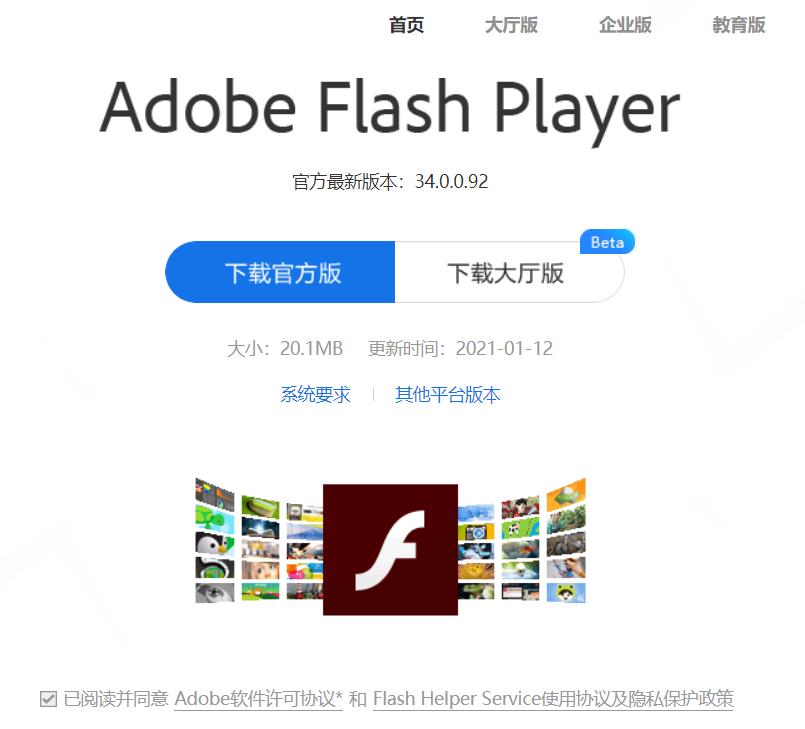 首页 大厅版 企业版 教育版
Adobe Flash Player
官方最新版本：34.0.0.92
Beta
下载官方版 下载大厅版
大小：20.1MB 更新时间：2021-01-12
系统要求 | 其他平台版本
已阅读并同意 Adobe软件许可协议* 和 Flash Helper Service使用协议及隐私保护政策